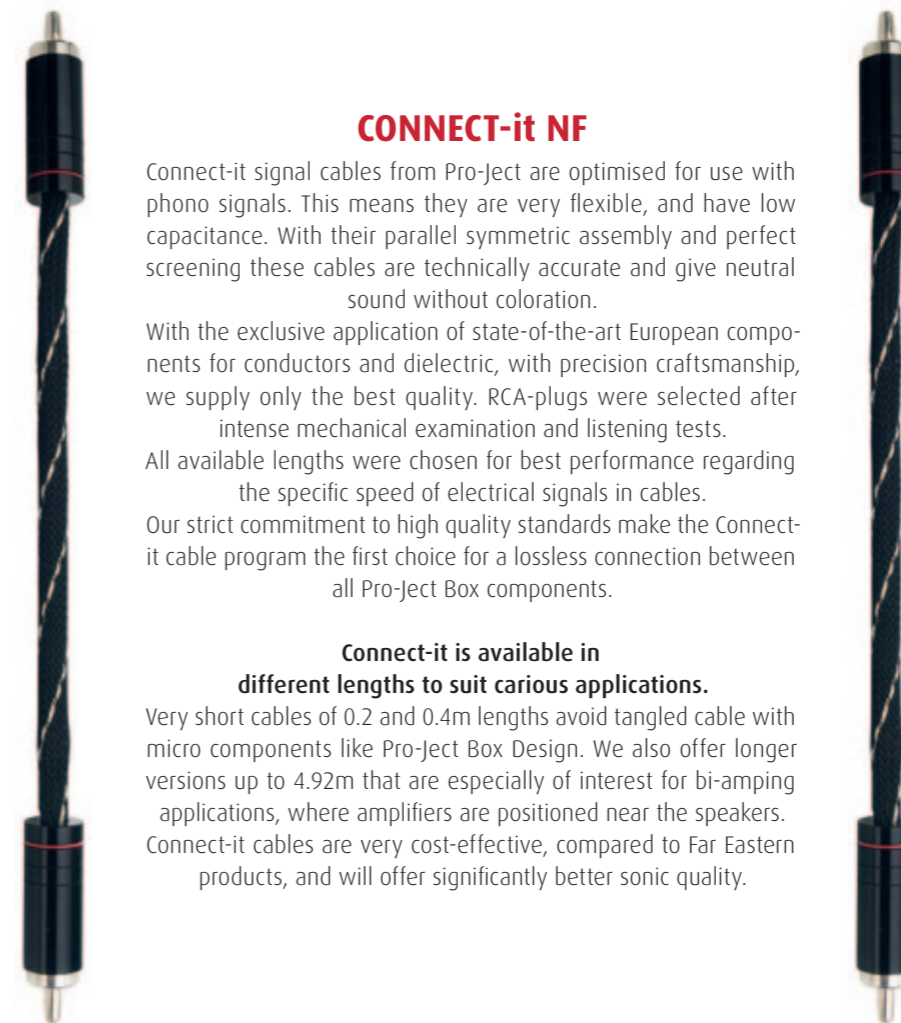 CONNECT-it NF
Connect-it signal cables from Pro-Ject are optimised for use with
phono signals. This means they are very flexible, and have low
capacitance. With their parallel symmetric assembly and perfect
screening these cables are technically accurate and give neutral
sound without coloration.
With the exclusive application of state-of-the-art European compo-
nents for conductors and dielectric, with precision craftsmanship,
we supply only the best quality. RCA-plugs were selected after
intense mechanical examination and listening tests.
All available lengths were chosen for best performance regarding
the specific speed of electrical signals in cables.
Our strict commitment to high quality standards make the Connect-
it cable program the first choice for a lossless connection between
all Pro-Ject Box components.
Connect-it is available in
different lengths to suit carious applications.
Very short cables of 0.2 and 0.4m lengths avoid tangled cable with
micro components like Pro-Ject Box Design. We also offer longer
versions up to 4.92m that are especially of interest for bi-amping
applications, where amplifiers are positioned near the speakers.
Connect-it cables are very cost-effective, compared to Far Eastern
products, and will offer significantly better sonic quality.